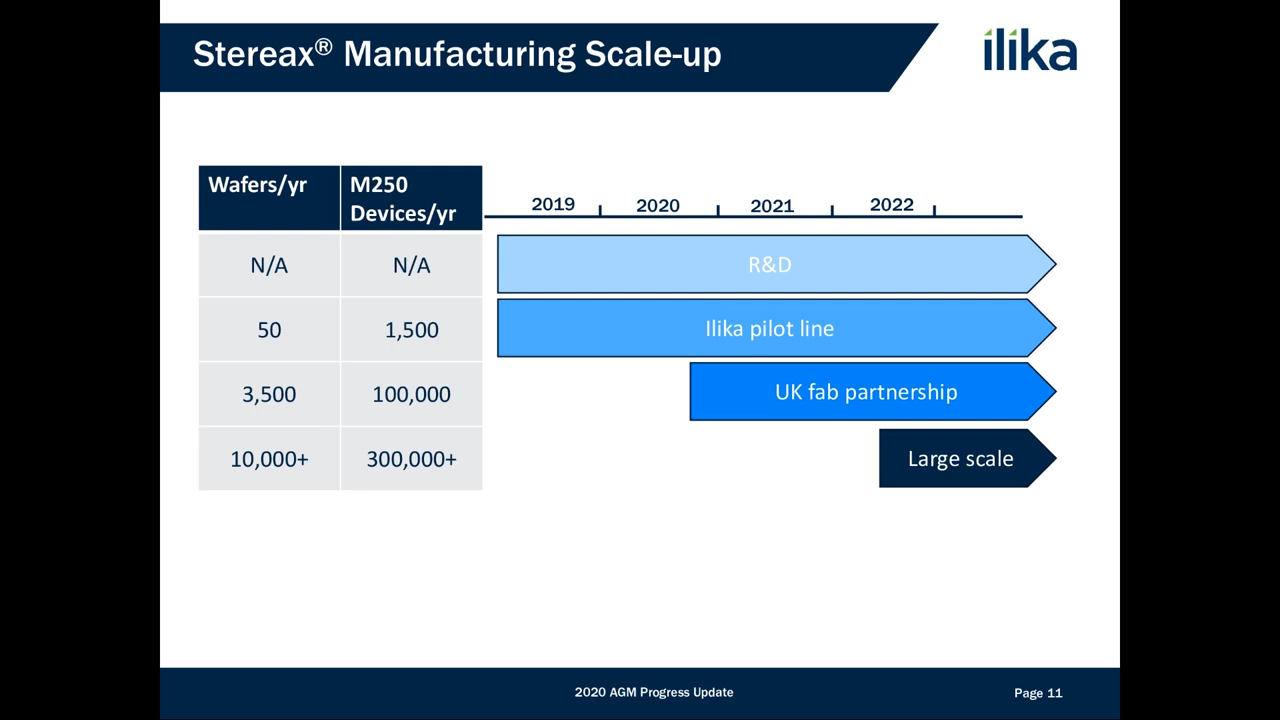 Stereax® Manufacturing Scale-up
ilika
Wafers/yr
M250
Devices/yr
2019 2020 2021 2022
N/A N/A R&D
50 1,500 Ilika pilot line
3,500 100,000 UK fab partnership
10,000+ 300,000+ Large scale
2020 AGM Progress Update
Page 11